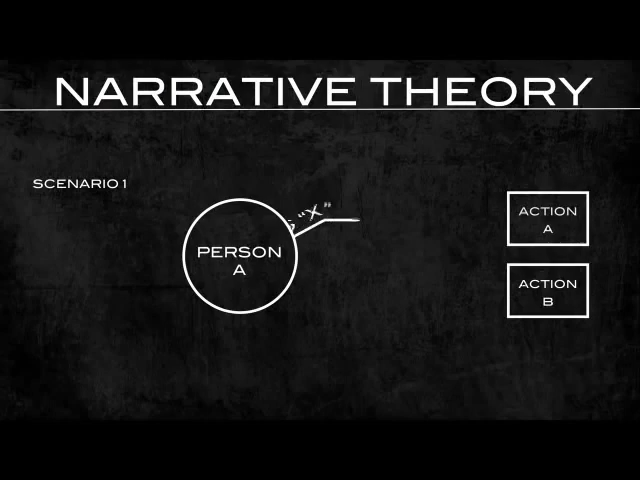 NARRATIVE THEORY
SCENARIO 1
"X"
PERSON
A
ACTION
A
ACTION
B